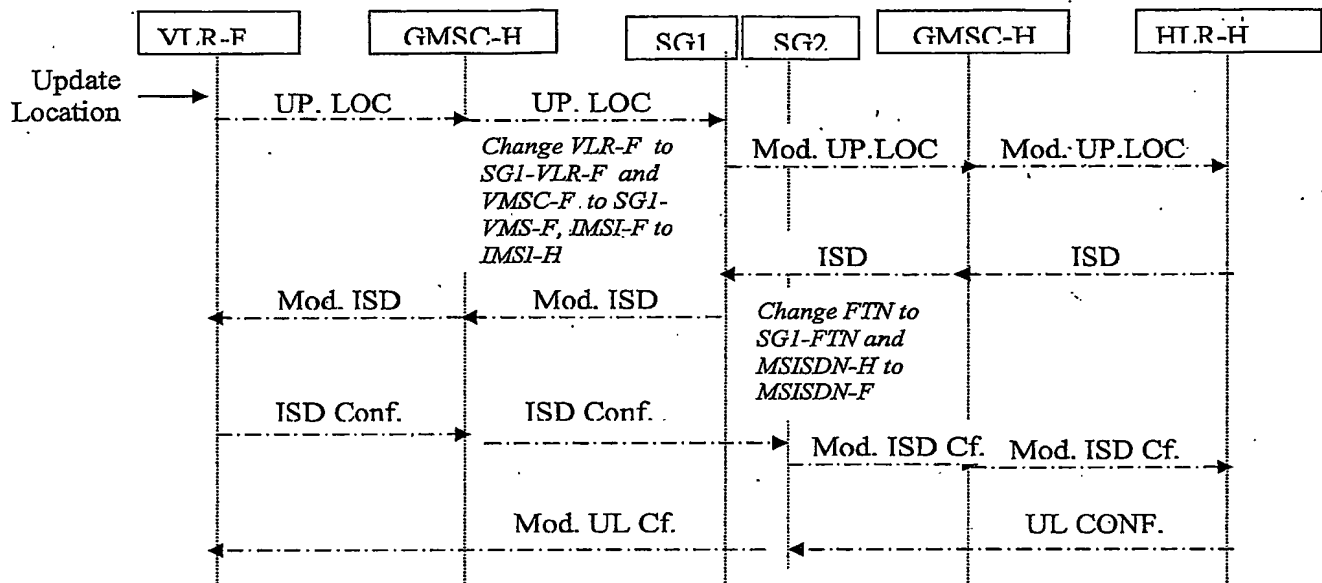 VLR-F GMSC-H SG1 SG2 GMSC-H HLR-H
Update
Location
UP. LOC UP. LOC
Change VLR-F to
SG1-VLR-F and
VMSC-F. to SG1-
VMS-F, IMSI-F to
IMSI-H
Mod. UP.LOC Mod. UP.LOC
ISD ISD
Mod. ISD Mod. ISD
Change FTN to
SG1-FTN and
MSISDN-H to
MSISDN-F
ISD Conf. ISD Conf.
Mod. ISD Cf. Mod. ISD Cf.
Mod. UL Cf. UL CONF.